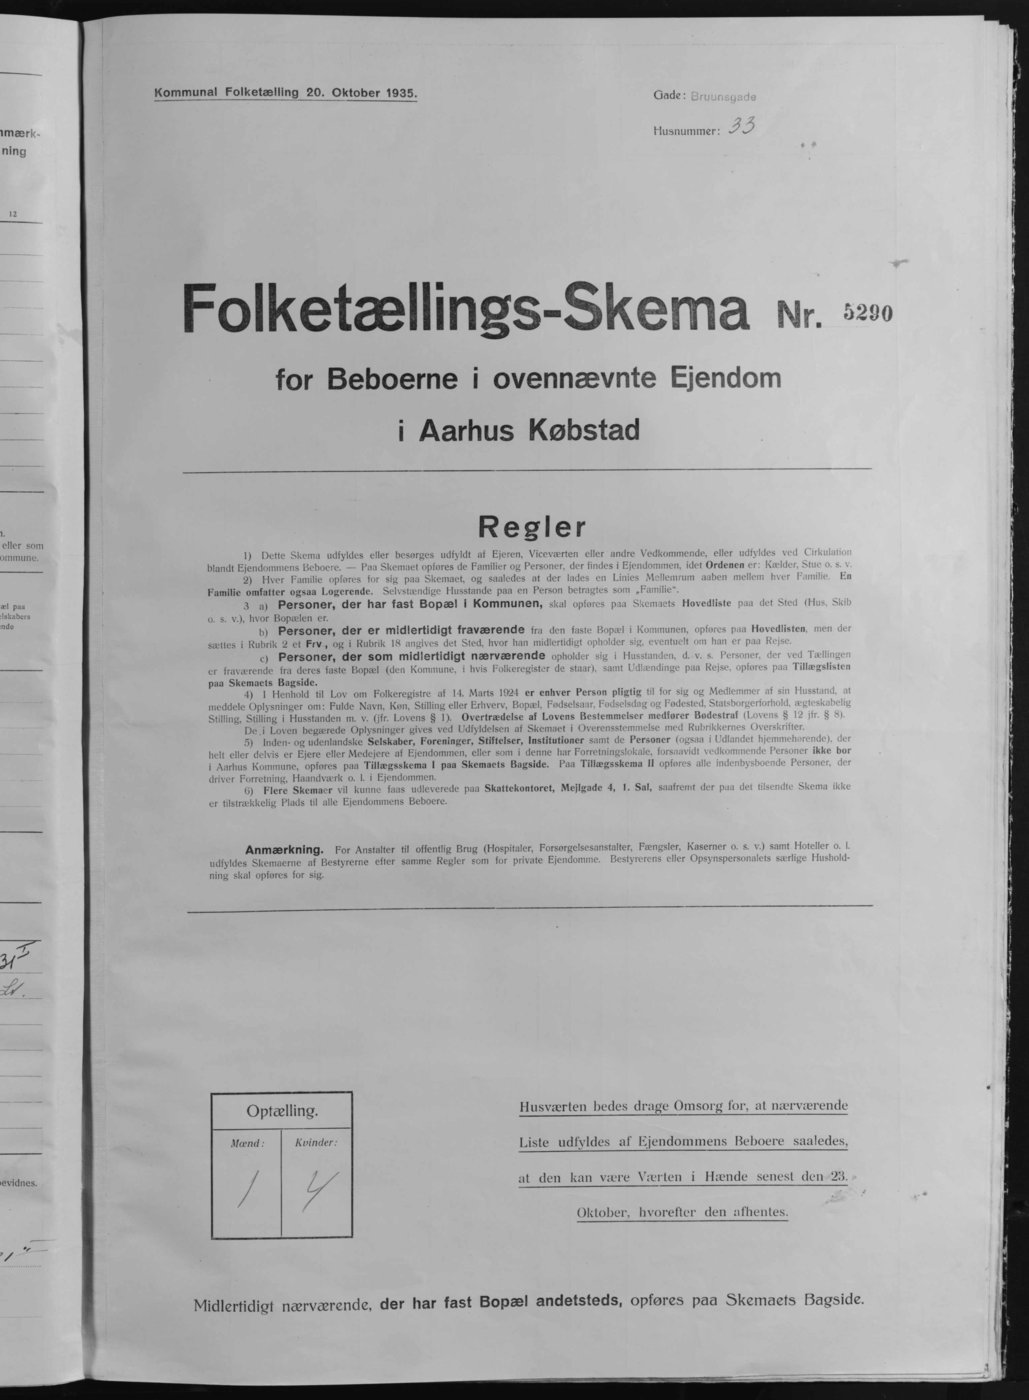 nmærk-
ning
12
n.
eller som
ommune.
æl paa
elskabers
ende
31 I
St.
bevidnes.
Kommunal Folketælling 20. Oktober 1935.
Gade: Bruunsgade
Husnummer: 33
Folketællings-Skema Nr. 5290
for Beboerne i ovennævnte Ejendom
i Aarhus Købstad
Regler
1) Dette Skema udfyldes eller besørges udfyldt af Ejeren, Viceværten eller andre Vedkommende, eller udfyldes ved Cirkulation
blandt Ejendommens Beboere. — Paa Skemaet opføres de Familier og Personer, der findes i Ejendommen, idet Ordenen er: Kælder, Stue o. s. v.
2) Hver Familie opføres for sig paa Skemaet, og saaledes at der lades en Linies Mellemrum aaben mellem hver Familie. En
Familie omfatter ogsaa Logerende. Selvstændige Husstande paa en Person betragtes som „Familie“.
3 a) Personer, der har fast Bopæl i Kommunen, skal opføres paa Skemaets Hovedliste paa det Sted (Hus, Skib
o. s. v.), hvor Bopælen er.
b) Personer, der er midlertidigt fraværende fra den faste Bopæl i Kommunen, opføres paa Hovedlisten, men der
sættes i Rubrik 2 et Frv., og i Rubrik 18 angives det Sted, hvor han midlertidigt opholder sig, eventuelt om han er paa Rejse.
c) Personer, der som midlertidigt nærværende opholder sig i Husstanden, d. v. s. Personer, der ved Tællingen
er fraværende fra deres faste Bopæl (den Kommune, i hvis Folkeregister de staar), samt Udlændinge paa Rejse, opføres paa Tillægslisten
paa Skemaets Bagside.
4) I Henhold til Lov om Folkeregistre af 14. Marts 1924 er enhver Person pligtig til for sig og Medlemmer af sin Husstand, at
meddele Oplysninger om: Fulde Navn, Køn, Stilling eller Erhverv, Bopæl, Fødselsaar, Fødselsdag og Fødested, Statsborgerforhold, ægteskabelig
Stilling, Stilling i Husstanden m. v. (jfr. Lovens § 1). Overtrædelse af Lovens Bestemmelser medfører Bødestraf (Lovens § 12 jfr. § 8).
De i Loven begærede Oplysninger gives ved Udfyldelsen af Skemaet i Overensstemmelse med Rubrikkernes Overskrifter.
5) Inden- og udenlandske Selskaber, Foreninger, Stiftelser, Institutioner samt de Personer (ogsaa i Udlandet hjemmehørende), der
helt eller delvis er Ejere eller Medejere af Ejendommen, eller som i denne har Forretningslokale, forsaavidt vedkommende Personer ikke bor
i Aarhus Kommune, opføres paa Tillægsskema I paa Skemaets Bagside. Paa Tillægsskema II opføres alle indenbysboende Personer, der
driver Forretning, Haandværk o. l. i Ejendommen.
6) Flere Skemaer vil kunne faas udleverede paa Skattekontoret, Mejlgade 4, 1. Sal, saafremt der paa det tilsendte Skema ikke
er tilstrækkelig Plads til alle Ejendommens Beboere.
Anmærkning. For Anstalter til offentlig Brug (Hospitaler, Forsørgelsesanstalter, Fængsler, Kaserner o. s. v.) samt Hoteller o. l.
udfyldes Skemaerne af Bestyrerne efter samme Regler som for private Ejendomme. Bestyrerens eller Opsynspersonalets særlige Hushold-
ning skal opføres for sig.
Optælling.
Mænd: Kvinder:
1 4
Husværten bedes drage Omsorg for, at nærværende
Liste udfyldes af Ejendommens Beboere saaledes,
at den kan være Værten i Hænde senest den 23.
Oktober, hvorefter den afhentes.
Midlertidigt nærværende, der har fast Bopæl andetsteds, opføres paa Skemaets Bagside.